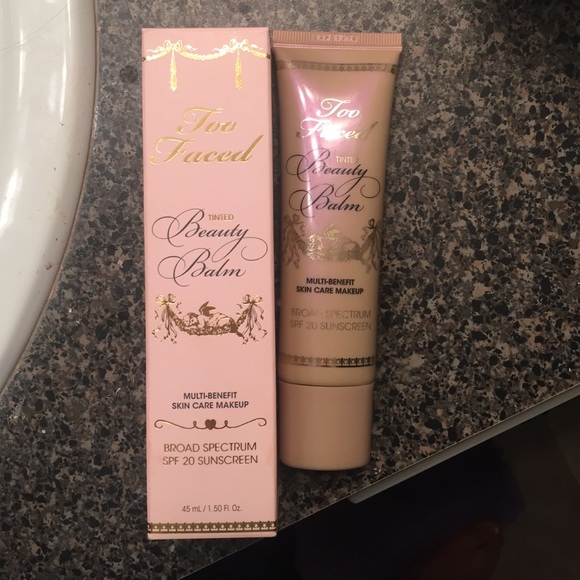 Too
Faced
TINTED
Beauty
Balm
MULTI-BENEFIT
SKIN CARE MAKEUP
BROAD SPECTRUM
SPF 20 SUNSCREEN
45 mL / 1.50 Fl. Oz.
Too
Faced
TINTED
Beauty
Balm
MULTI-BENEFIT
SKIN CARE MAKEUP
BROAD SPECTRUM
SPF 20 SUNSCREEN